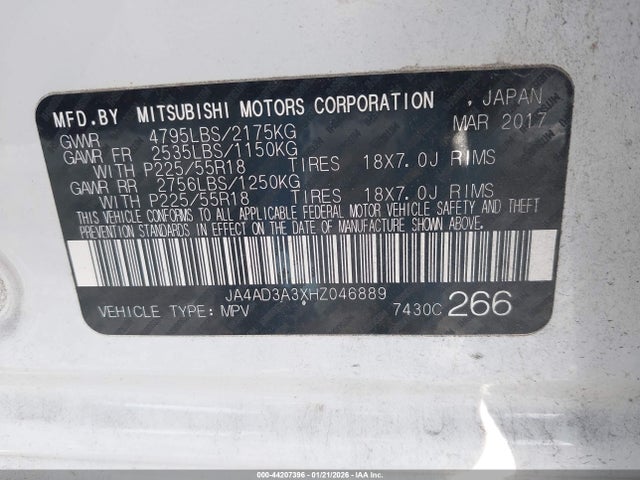 MFD.BY MITSUBISHI MOTORS CORPORATION , JAPAN
GVWR 4795LBS/2175KG MAR 2017
GAWR FR 2535LBS/1150KG
WITH P225/55R18 TIRES 18X7.0J RIMS
GAWR RR 2756LBS/1250KG
WITH P225/55R18 TIRES 18X7.0J RIMS
THIS VEHICLE CONFORMS TO ALL APPLICABLE FEDERAL MOTOR VEHICLE SAFETY AND THEFT
PREVENTION STANDARDS IN EFFECT ON THE DATE OF MANUFACTURE SHOWN ABOVE.
JA4AD3A3XHZ046889
VEHICLE TYPE: MPV 7430C 266
000-44207396 - 01/21/2026 - IAAI.COM